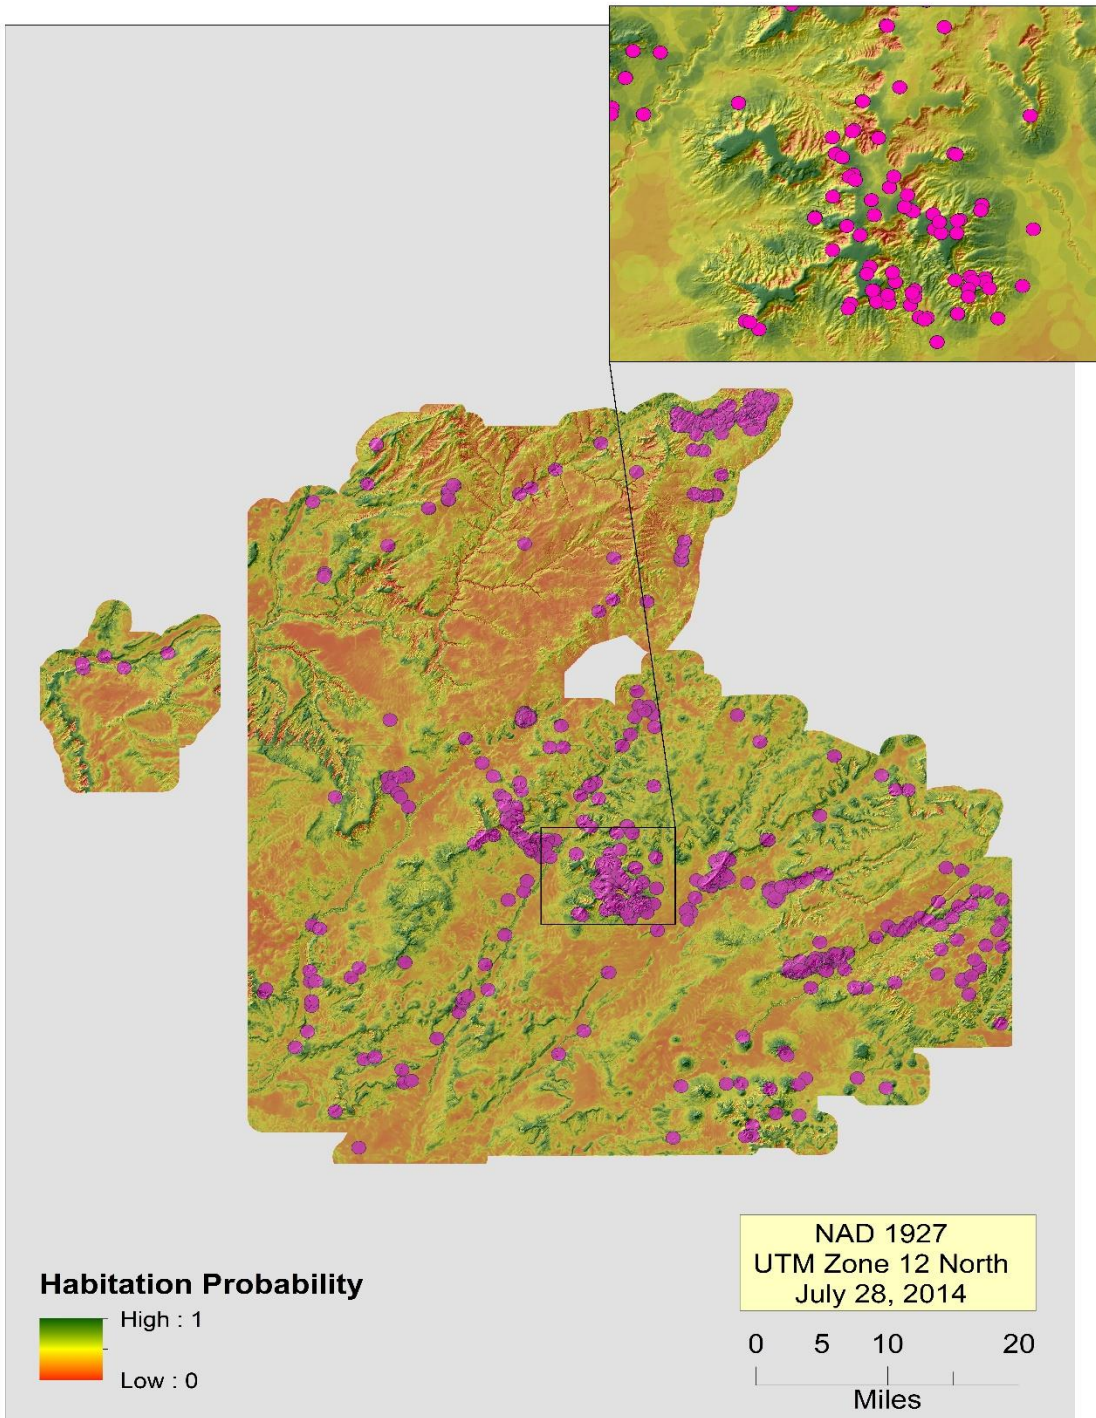 NAD 1927
UTM Zone 12 North
July 28, 2014
Habitation Probability
High : 1
Low : 0
0 5 10 20
Miles